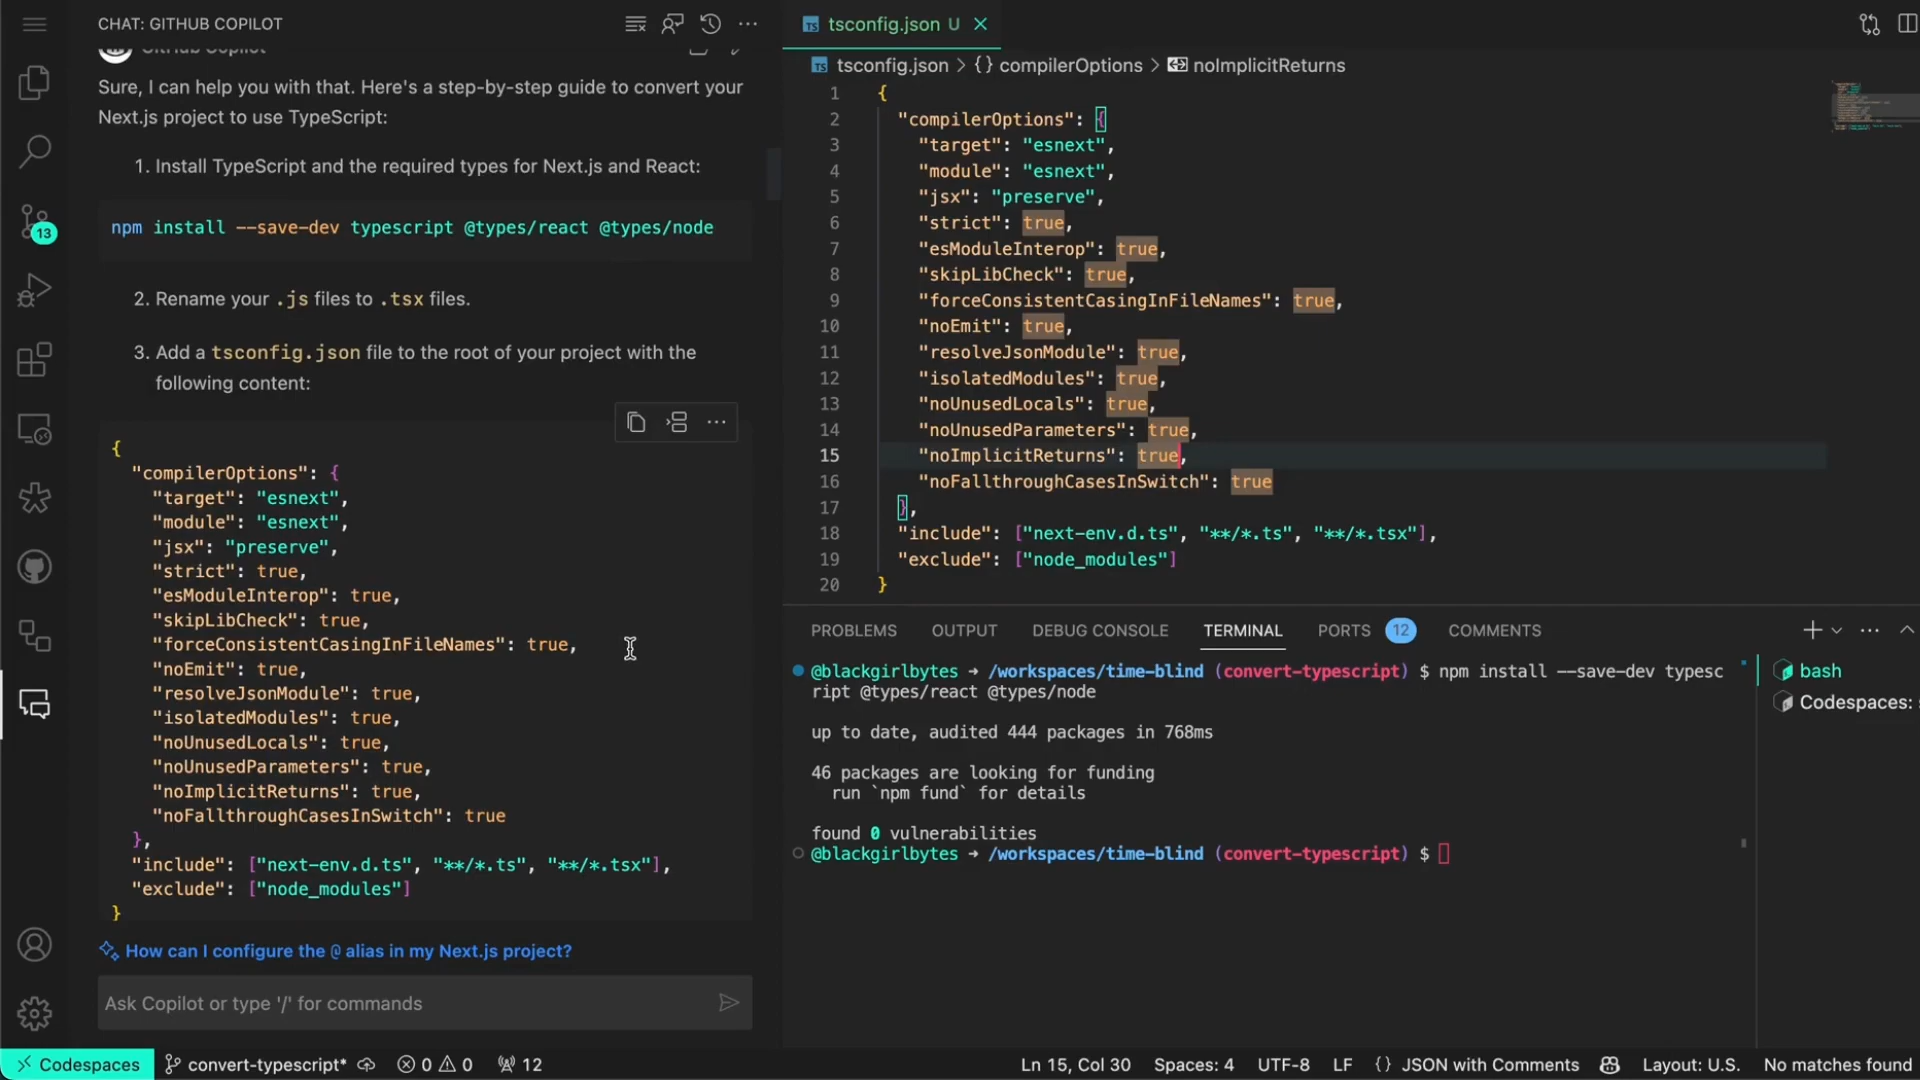 CHAT: GITHUB COPILOT
GitHub Copilot
Sure, I can help you with that. Here's a step-by-step guide to convert your
Next.js project to use TypeScript:
1. Install TypeScript and the required types for Next.js and React:
npm install --save-dev typescript @types/react @types/node
2. Rename your .js files to .tsx files.
3. Add a tsconfig.json file to the root of your project with the
following content:
{
"compilerOptions": {
"target": "esnext",
"module": "esnext",
"jsx": "preserve",
"strict": true,
"esModuleInterop": true,
"skipLibCheck": true,
"forceConsistentCasingInFileNames": true,
"noEmit": true,
"resolveJsonModule": true,
"isolatedModules": true,
"noUnusedLocals": true,
"noUnusedParameters": true,
"noImplicitReturns": true,
"noFallthroughCasesInSwitch": true
},
"include": ["next-env.d.ts", "**/*.ts", "**/*.tsx"],
"exclude": ["node_modules"]
}
How can I configure the @ alias in my Next.js project?
Ask Copilot or type '/' for commands
13
TS tsconfig.json U
TS tsconfig.json > {} compilerOptions > noImplicitReturns
1 {
2 "compilerOptions": {
3 "target": "esnext",
4 "module": "esnext",
5 "jsx": "preserve",
6 "strict": true,
7 "esModuleInterop": true,
8 "skipLibCheck": true,
9 "forceConsistentCasingInFileNames": true,
10 "noEmit": true,
11 "resolveJsonModule": true,
12 "isolatedModules": true,
13 "noUnusedLocals": true,
14 "noUnusedParameters": true,
15 "noImplicitReturns": true,
16 "noFallthroughCasesInSwitch": true
17 },
18 "include": ["next-env.d.ts", "**/*.ts", "**/*.tsx"],
19 "exclude": ["node_modules"]
20 }
PROBLEMS OUTPUT DEBUG CONSOLE TERMINAL PORTS 12 COMMENTS
@blackgirlbytes → /workspaces/time-blind (convert-typescript) $ npm install --save-dev typesc
ript @types/react @types/node
up to date, audited 444 packages in 768ms
46 packages are looking for funding
run `npm fund` for details
found 0 vulnerabilities
@blackgirlbytes → /workspaces/time-blind (convert-typescript) $
bash
Codespaces:
Codespaces convert-typescript* 0 0 12 Ln 15, Col 30 Spaces: 4 UTF-8 LF {} JSON with Comments Layout: U.S. No matches found